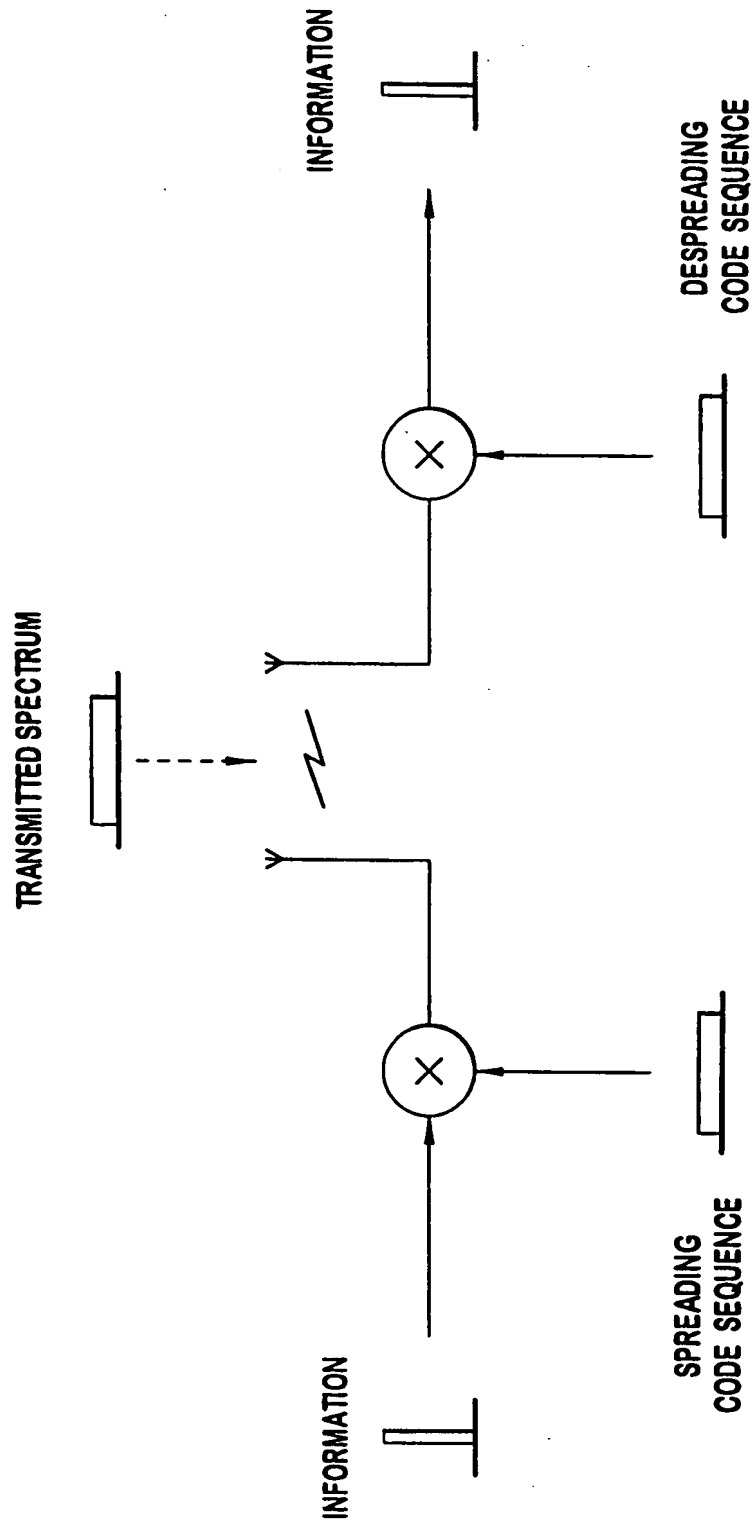 TRANSMITTED SPECTRUM
INFORMATION
INFORMATION
SPREADING
CODE SEQUENCE
DESPREADING
CODE SEQUENCE